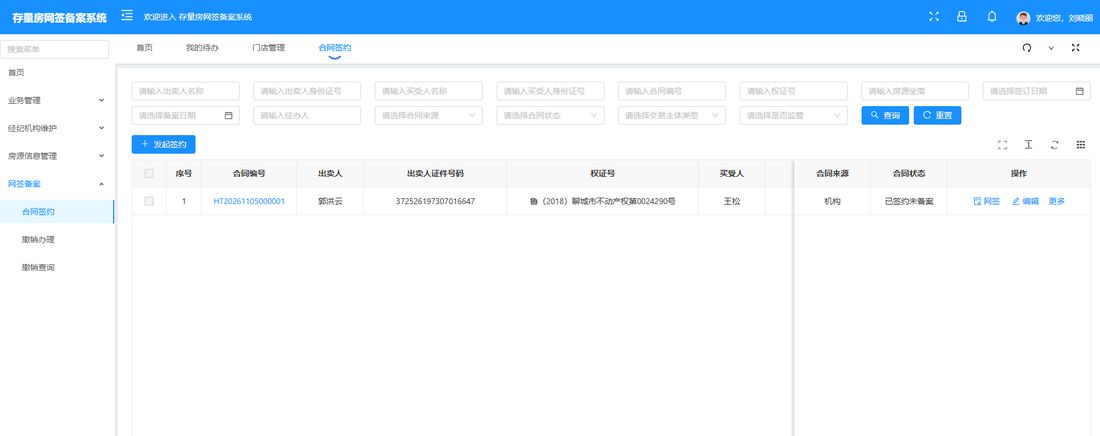 存量房网签备案系统 欢迎进入 存量房网签备案系统 欢迎您，刘晓丽
搜索菜单 首页 我的待办 门店管理 合同签约
首页
业务管理
经纪机构维护
房源信息管理
网签备案
合同签约
撤销办理
撤销查询
请输入出卖人名称 请输入出卖人身份证号 请输入买受人名称 请输入买受人身份证号 请输入合同编号 请输入权证号 请输入房源坐落 请选择签订日期
请选择备案日期 请输入经办人 请选择合同来源 请选择合同状态 请选择交易主体类型 请选择是否监管 查询 重置
发起签约
序号 合同编号 出卖人 出卖人证件号码 权证号 买受人 合同来源 合同状态 操作
1 HT20261105000001 郭洪云 372526197307016647 鲁（2018）聊城市不动产权第0024290号 王松 机构 已签约未备案 网签 编辑 更多